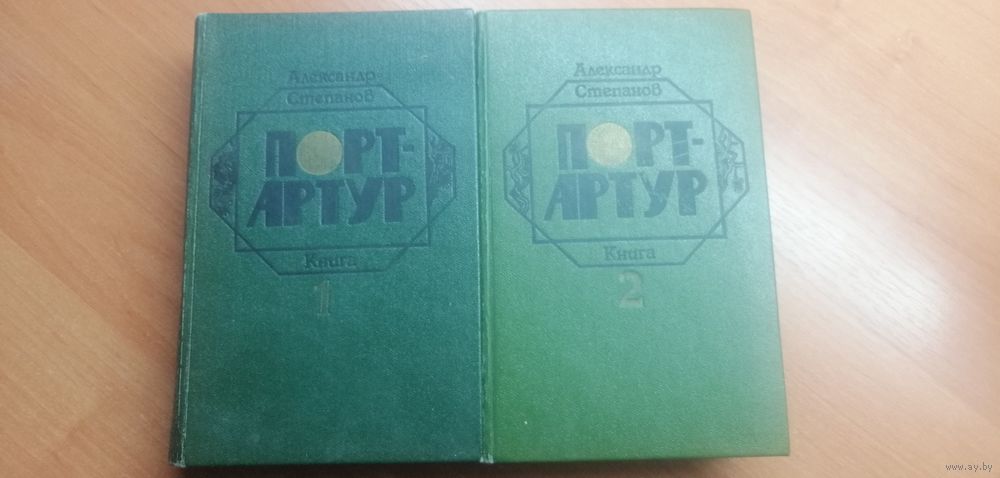 Александр
Степанов
ПОРТ-
АРТУР
Книга
1
Александр
Степанов
ПОРТ-
АРТУР
Книга
2
www.ay.by